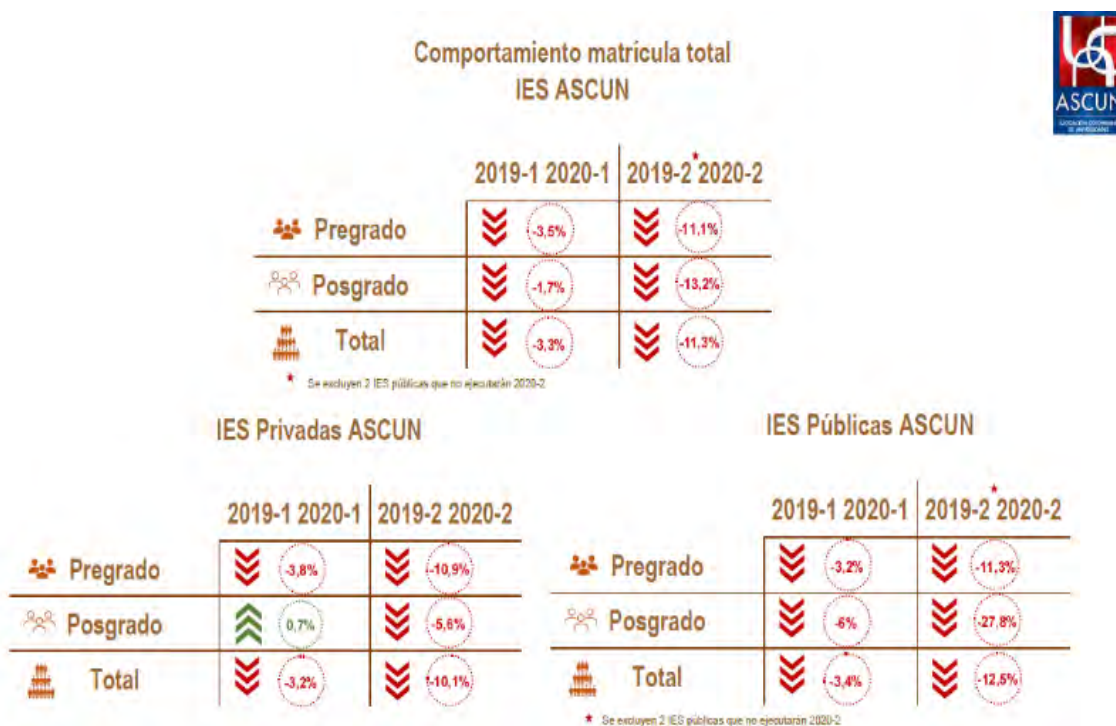 Comportamiento matrícula total
IES ASCUN
ASCUN
2019-1 2020-1 2019-2 2020-2
Pregrado -3,5% -11,1%
Posgrado -1,7% -13,2%
Total -3,3% -11,3%
Se excluyen 2 IES públicas que no ejecutarán 2020-2
IES Privadas ASCUN
2019-1 2020-1 2019-2 2020-2
Pregrado -3,8% -10,9%
Posgrado 0,7% -5,6%
Total -3,2% -10,1%
IES Públicas ASCUN
2019-1 2020-1 2019-2 2020-2
Pregrado -3,2% -11,3%
Posgrado -6% -27,8%
Total -3,4% -12,5%
Se excluyen 2 IES públicas que no ejecutarán 2020-2